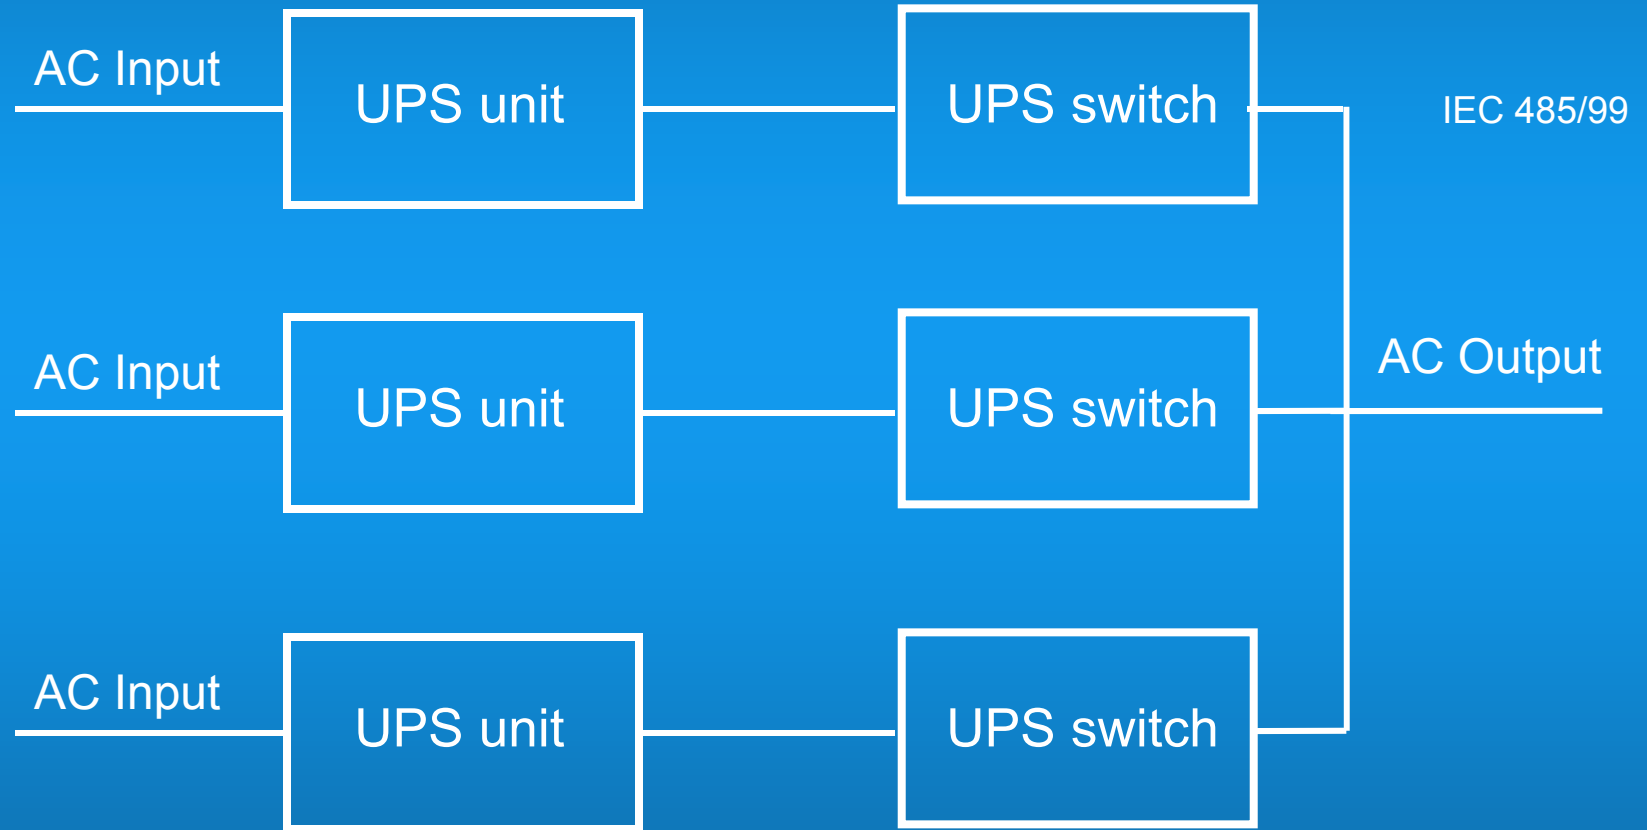 AC Input
UPS unit
UPS switch
IEC 485/99
AC Input
UPS unit
UPS switch
AC Output
AC Input
UPS unit
UPS switch